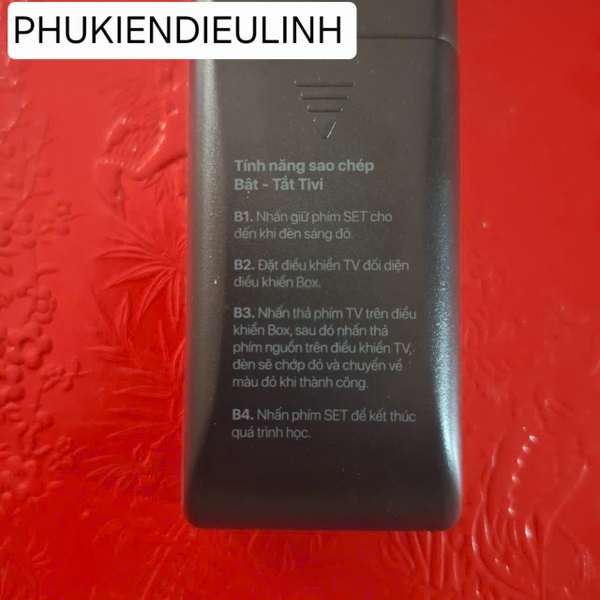 PHUKIENDIEULINH
Tính năng sao chép
Bật - Tắt Tivi
B1. Nhấn giữ phím SET cho
đến khi đèn sáng đỏ.
B2. Đặt điều khiển TV đối diện
điều khiển Box.
B3. Nhấn thả phím TV trên điều
khiển Box, sau đó nhấn thả
phím nguồn trên điều khiển TV,
đèn sẽ chớp đỏ và chuyển về
màu đỏ khi thành công.
B4. Nhấn phím SET để kết thúc
quá trình học.